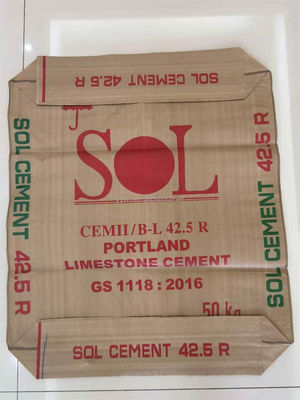 SOL CEMENT 42.5 R
SOL
CEMII/B-L 42.5 R
PORTLAND
LIMESTONE CEMENT
GS 1118 : 2016
50 kg
SOL CEMENT 42.5 R
SOL CEMENT 42.5 R
SOL CEMENT 42.5 R